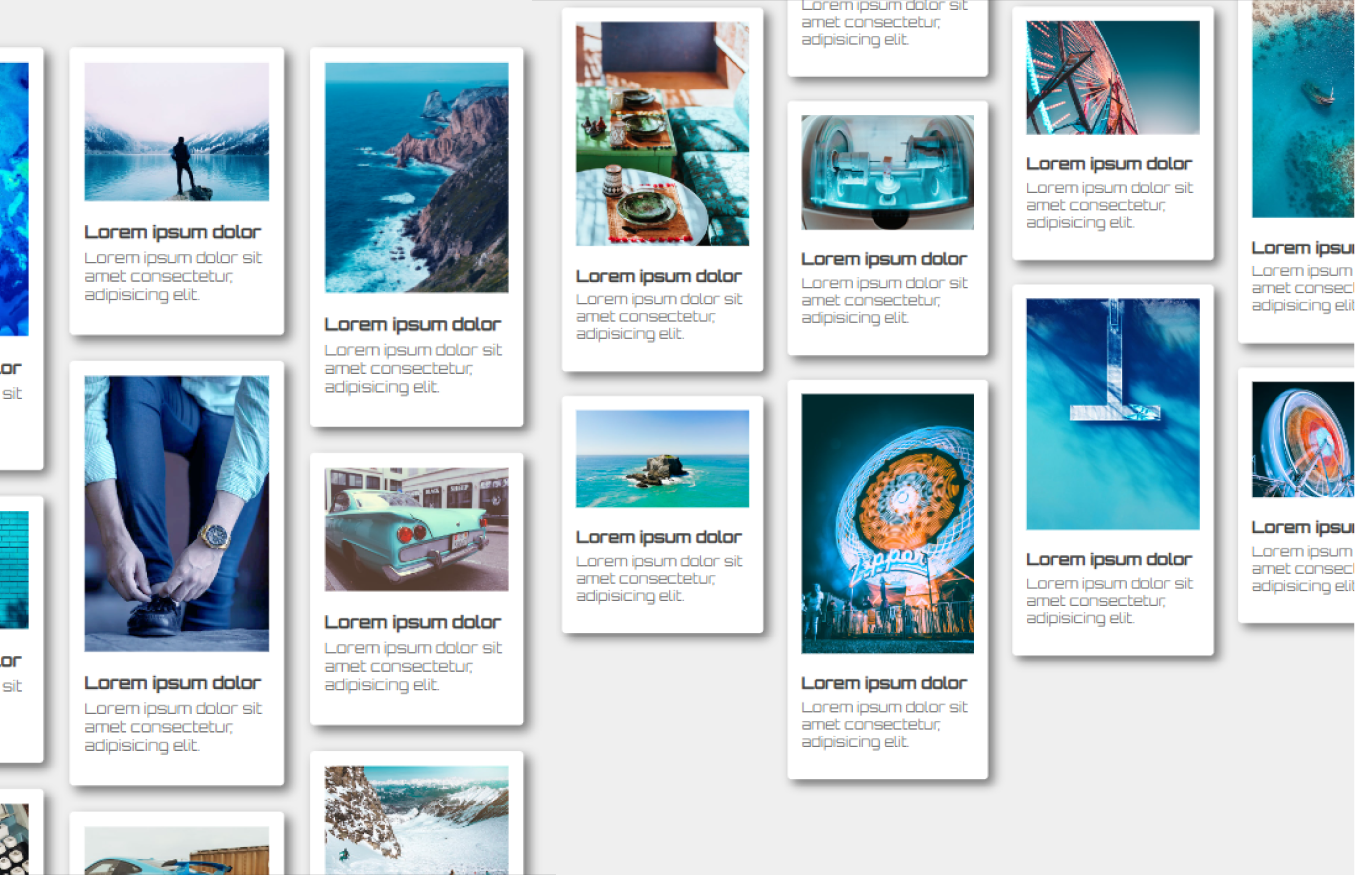 or
sit
or
sit
Lorem ipsum dolor
Lorem ipsum dolor sit
amet consectetur,
adipisicing elit.
Lorem ipsum dolor
Lorem ipsum dolor sit
amet consectetur,
adipisicing elit.
Lorem ipsum dolor
Lorem ipsum dolor sit
amet consectetur,
adipisicing elit.
Lorem ipsum dolor
Lorem ipsum dolor sit
amet consectetur,
adipisicing elit.
Lorem ipsum dolor
Lorem ipsum dolor sit
amet consectetur,
adipisicing elit.
Lorem ipsum dolor
Lorem ipsum dolor sit
amet consectetur,
adipisicing elit.
Lorem ipsum dolor sit
amet consectetur,
adipisicing elit.
Lorem ipsum dolor
Lorem ipsum dolor sit
amet consectetur,
adipisicing elit.
Zipper
Lorem ipsum dolor
Lorem ipsum dolor sit
amet consectetur,
adipisicing elit.
Lorem ipsum dolor
Lorem ipsum dolor sit
amet consectetur,
adipisicing elit.
Lorem ipsum dolor
Lorem ipsum dolor sit
amet consectetur,
adipisicing elit.
Lorem ipsu
Lorem ipsum
amet consec
adipisicing elit
Lorem ipsu
Lorem ipsum
amet consec
adipisicing elit